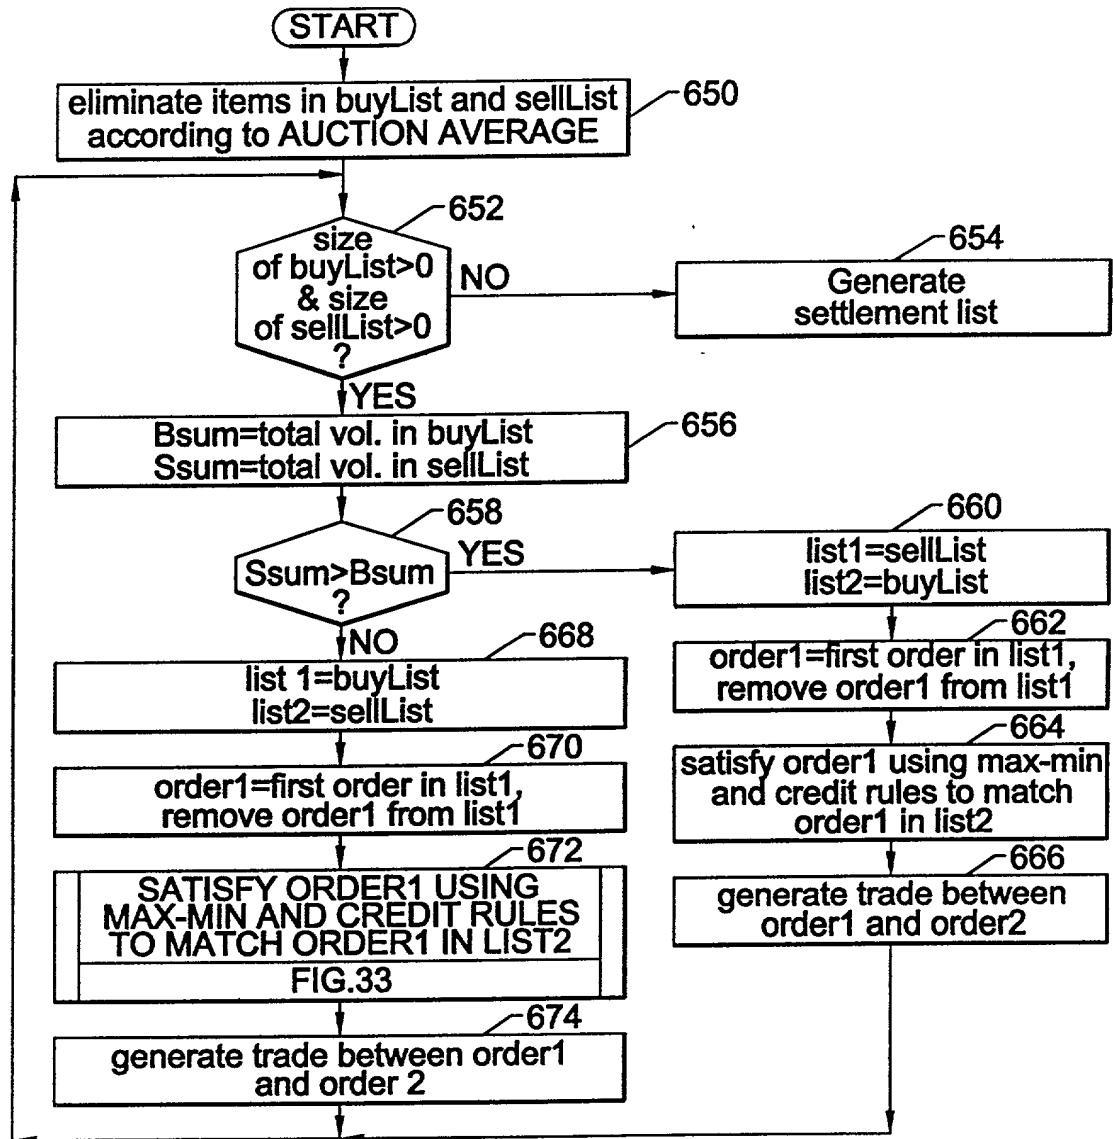 START
eliminate items in buyList and sellList
according to AUCTION AVERAGE
650
652
size
of buyList>0
& size
of sellList>0
?
NO
654
Generate
settlement list
YES
Bsum=total vol. in buyList
Ssum=total vol. in sellList
656
658
Ssum>Bsum
?
YES
660
list1=sellList
list2=buyList
662
order1=first order in list1,
remove order1 from list1
664
satisfy order1 using max-min
and credit rules to match
order1 in list2
666
generate trade between
order1 and order2
NO
668
list 1=buyList
list2=sellList
670
order1=first order in list1,
remove order1 from list1
672
SATISFY ORDER1 USING
MAX-MIN AND CREDIT RULES
TO MATCH ORDER1 IN LIST2
FIG.33
674
generate trade between order1
and order 2